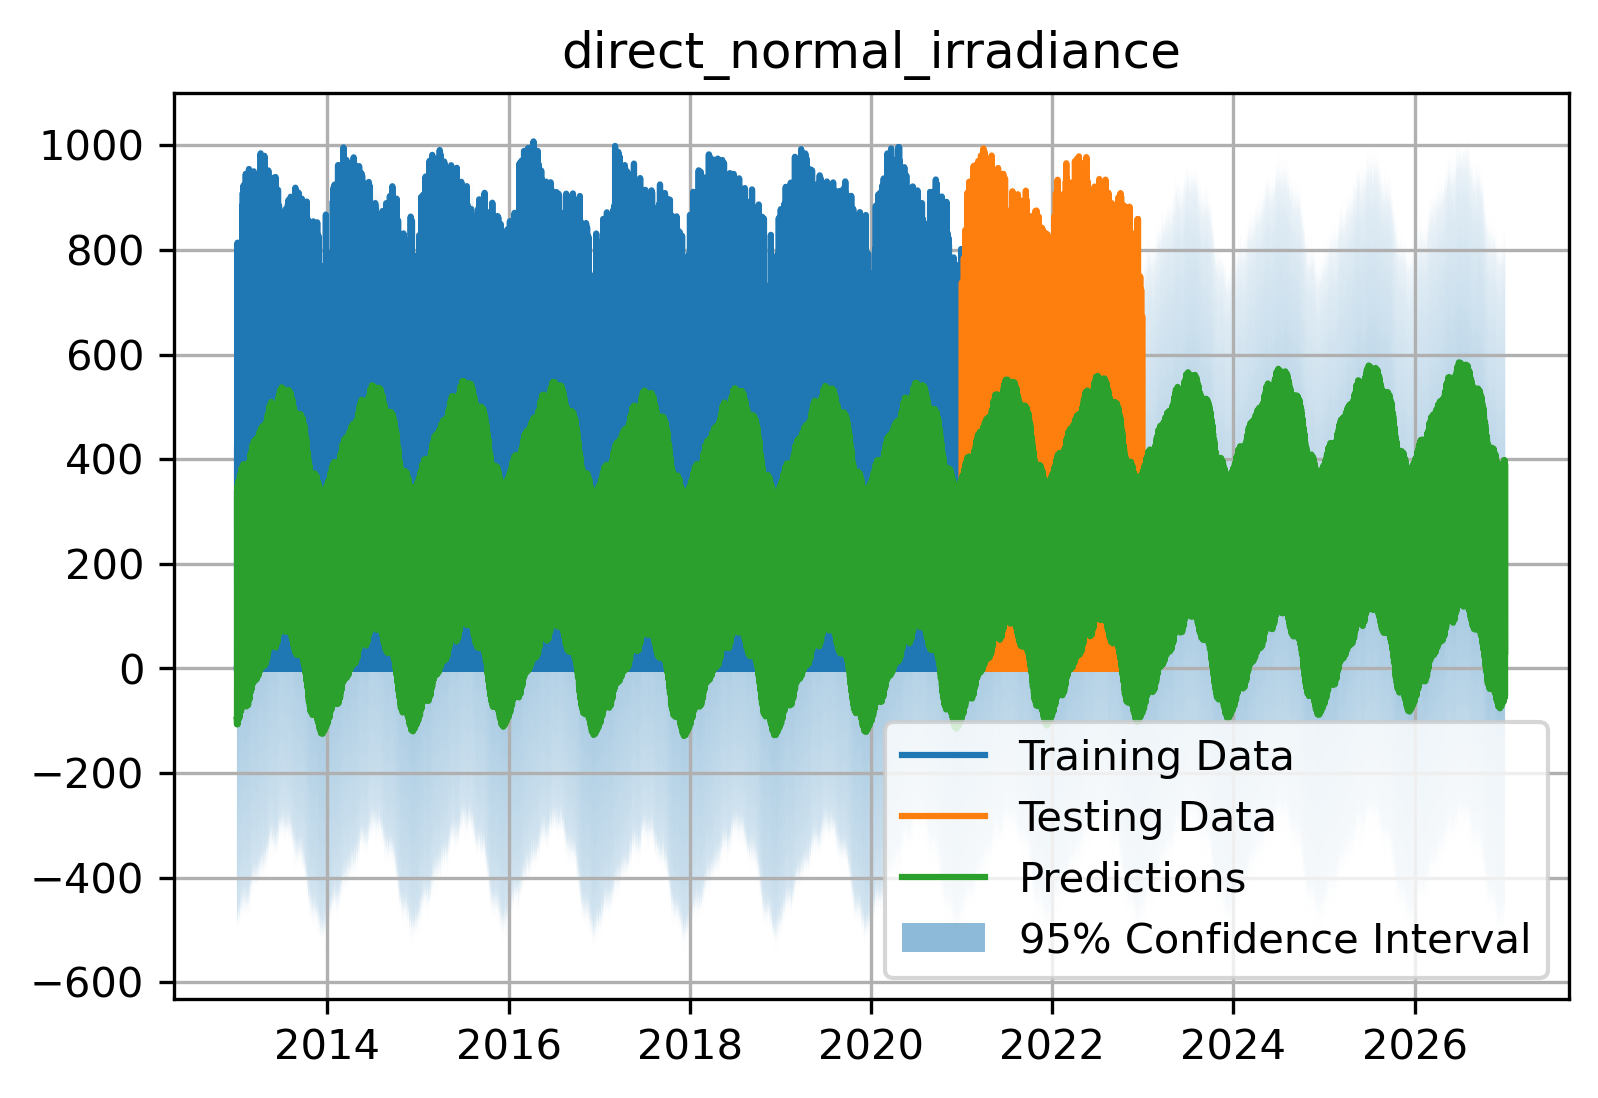 direct_normal_irradiance
1000
800
600
400
200
0
−200
−400
−600
Training Data
Testing Data
Predictions
95% Confidence Interval
2014 2016 2018 2020 2022 2024 2026